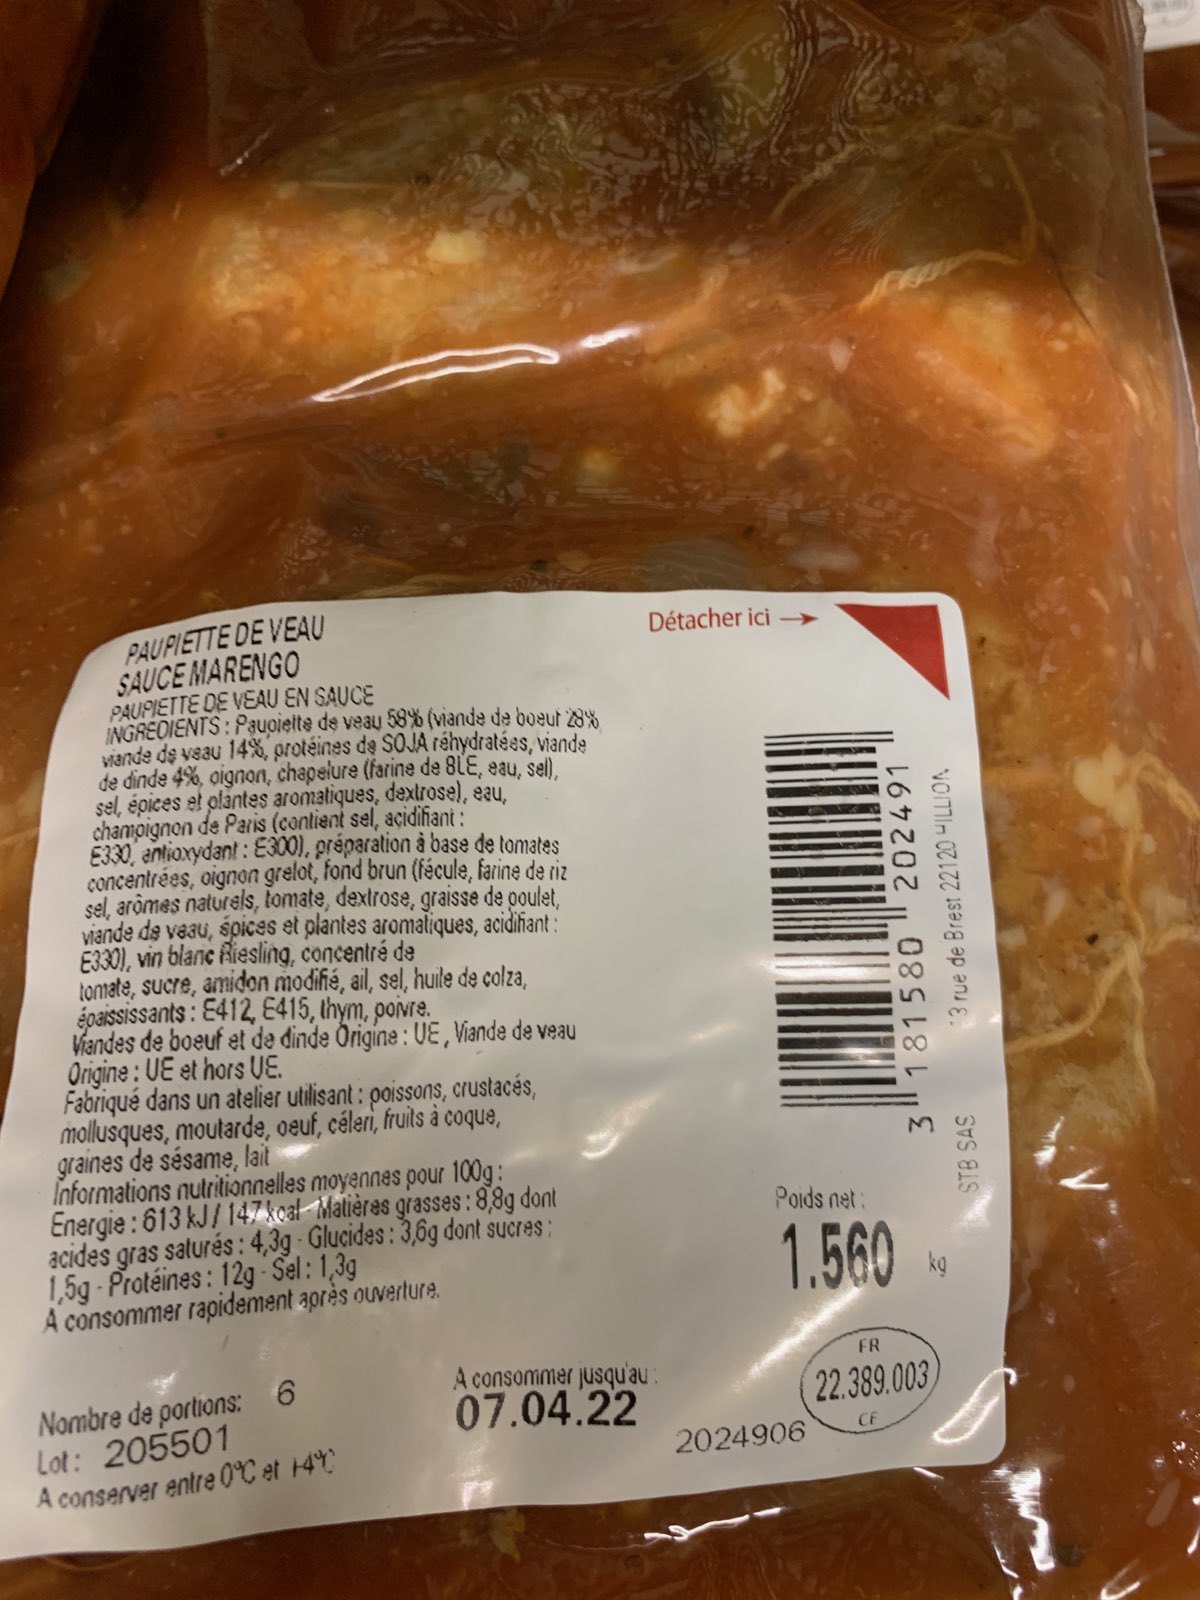 Détacher ici →
PAUPIETTE DE VEAU
SAUCE MARENGO
PAUPIETTE DE VEAU EN SAUCE
INGREDIENTS : Paupiette de veau 58% (viande de boeuf 28%,
viande de veau 14%, protéines de SOJA réhydratées, viande
de dinde 4%, oignon, chapelure (farine de BLE, eau, sel),
sel, épices et plantes aromatiques, dextrose), eau,
champignon de Paris (contient sel, acidifiant :
E330, antioxydant : E300), préparation à base de tomates
concentrées, oignon grelot, fond brun (fécule, farine de riz
sel, arômes naturels, tomate, dextrose, graisse de poulet,
viande de veau, épices et plantes aromatiques, acidifiant :
E330), vin blanc Riesling, concentré de
tomate, sucre, amidon modifié, ail, sel, huile de colza,
épaississants : E412, E415, thym, poivre.
Viandes de boeuf et de dinde Origine : UE, Viande de veau
Origine : UE et hors UE.
Fabriqué dans un atelier utilisant : poissons, crustacés,
mollusques, moutarde, oeuf, céleri, fruits à coque,
graines de sésame, lait
Informations nutritionnelles moyennes pour 100g :
Energie : 613 kJ / 147 kcal - Matières grasses : 8,8g dont
acides gras saturés : 4,3g - Glucides : 3,6g dont sucres :
1,5g - Protéines : 12g - Sel : 1,3g
A consommer rapidement après ouverture.
Nombre de portions: 6
Lot : 205501
A conserver entre 0°C et +4°C
A consommer jusqu'au :
07.04.22
2024906
3 181580 202491
STB SAS 13 rue de Brest 22120 HILLION
Poids net :
1.560 kg
FR
22.389.003
CE